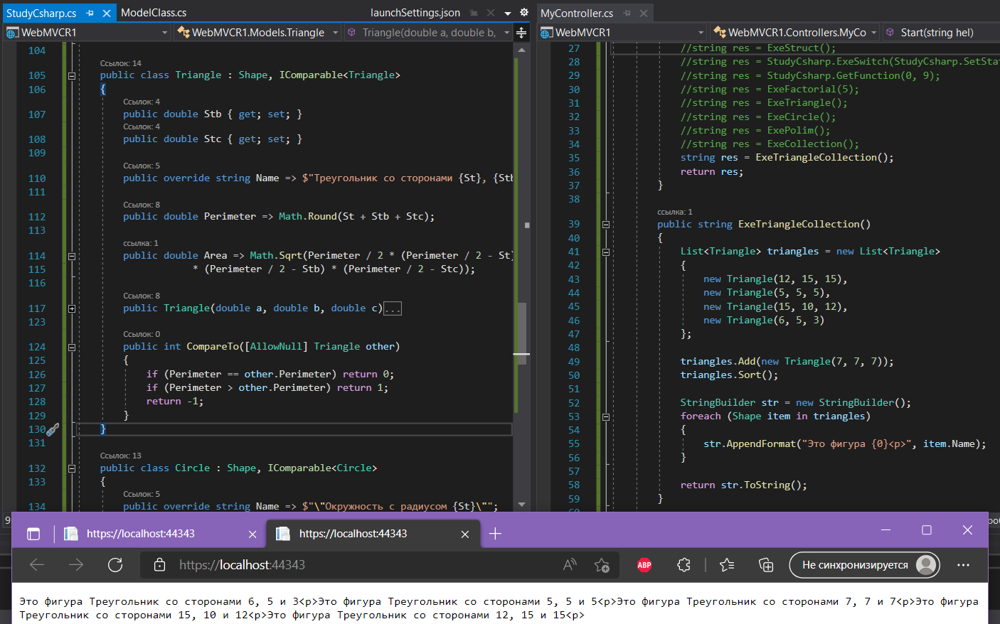 StudyCsharp.cs
ModelClass.cs
launchSettings.json
WebMVCR1
WebMVCR1.Models.Triangle
Triangle(double a, double b,
104
Ссылок: 14
105 public class Triangle : Shape, IComparable<Triangle>
106 {
Ссылок: 4
107 public double Stb { get; set; }
Ссылок: 4
108 public double Stc { get; set; }
109
Ссылок: 5
110 public override string Name => $"Треугольник со сторонами {St}, {Stb
111
Ссылок: 8
112 public double Perimeter => Math.Round(St + Stb + Stc);
113
ссылка: 1
114 public double Area => Math.Sqrt(Perimeter / 2 * (Perimeter / 2 - St)
115 * (Perimeter / 2 - Stb) * (Perimeter / 2 - Stc));
116
Ссылок: 8
117 public Triangle(double a, double b, double c)...
123
Ссылок: 0
124 public int CompareTo([AllowNull] Triangle other)
125 {
126 if (Perimeter == other.Perimeter) return 0;
127 if (Perimeter > other.Perimeter) return 1;
128 return -1;
129 }
130 }
131
Ссылок: 13
132 public class Circle : Shape, IComparable<Circle>
133 {
Ссылок: 5
134 public override string Name => $"\"Окружность с радиусом {St}\"";
MyController.cs
WebMVCR1
WebMVCR1.Controllers.MyCo
Start(string hel)
27 //string res = ExeStruct();
28 //string res = StudyCsharp.ExeSwitch(StudyCsharp.SetStat
29 //string res = StudyCsharp.GetFunction(0, 9);
30 //string res = ExeFactorial(5);
31 //string res = ExeTriangle();
32 //string res = ExeCircle();
33 //string res = ExePolim();
34 //string res = ExeCollection();
35 string res = ExeTriangleCollection();
36 return res;
37 }
38
ссылка: 1
39 public string ExeTriangleCollection()
40 {
41 List<Triangle> triangles = new List<Triangle>
42 {
43 new Triangle(12, 15, 15),
44 new Triangle(5, 5, 5),
45 new Triangle(15, 10, 12),
46 new Triangle(6, 5, 3)
47 };
48
49 triangles.Add(new Triangle(7, 7, 7));
50 triangles.Sort();
51
52 StringBuilder str = new StringBuilder();
53 foreach (Shape item in triangles)
54 {
55 str.AppendFormat("Это фигура {0}<p>", item.Name);
56 }
57
58 return str.ToString();
59 }
https://localhost:44343
https://localhost:44343
https://localhost:44343
ABP
Не синхронизируется
Это фигура Треугольник со сторонами 6, 5 и 3<p>Это фигура Треугольник со сторонами 5, 5 и 5<p>Это фигура Треугольник со сторонами 7, 7 и 7<p>Это фигура
Треугольник со сторонами 15, 10 и 12<p>Это фигура Треугольник со сторонами 12, 15 и 15<p>